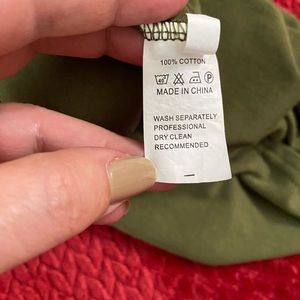 100% COTTON
MADE IN CHINA
WASH SEPARATELY
PROFESSIONAL
DRY CLEAN
RECOMMENDED